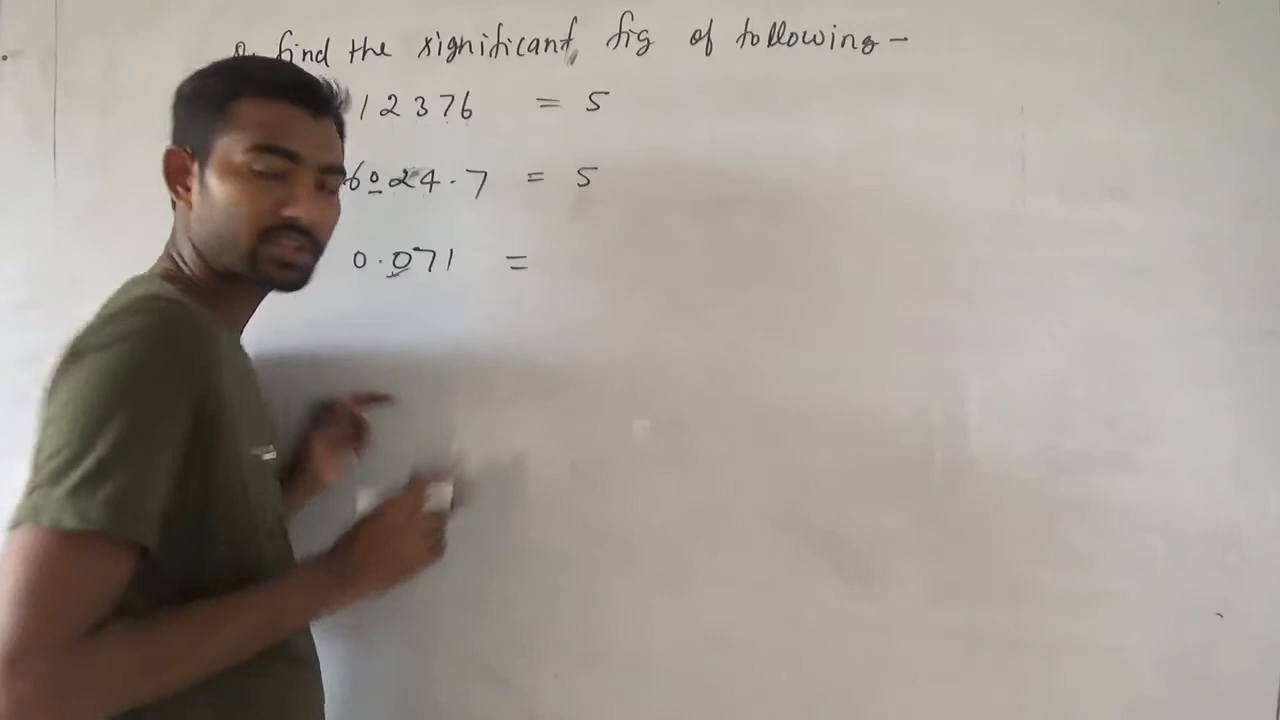 find the significant fig of following -
12376 = 5
6024.7 = 5
0.071 =